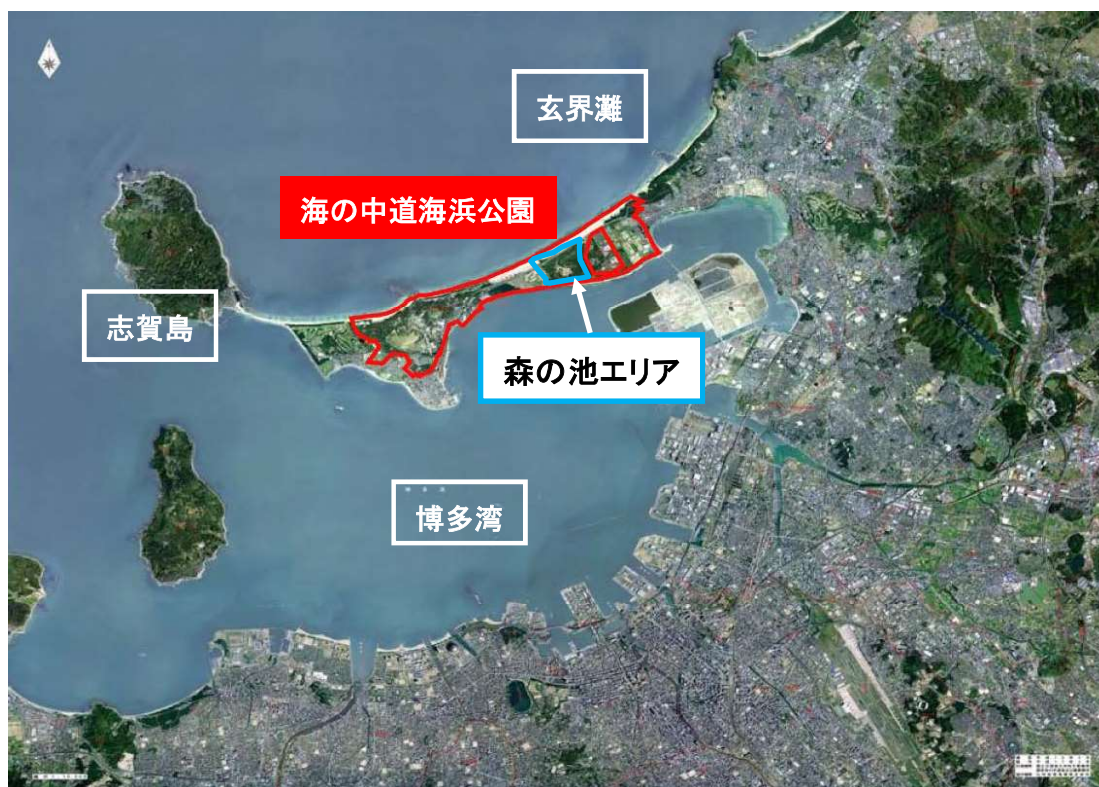 玄界灘
海の中道海浜公園
志賀島
森の池エリア
博多湾